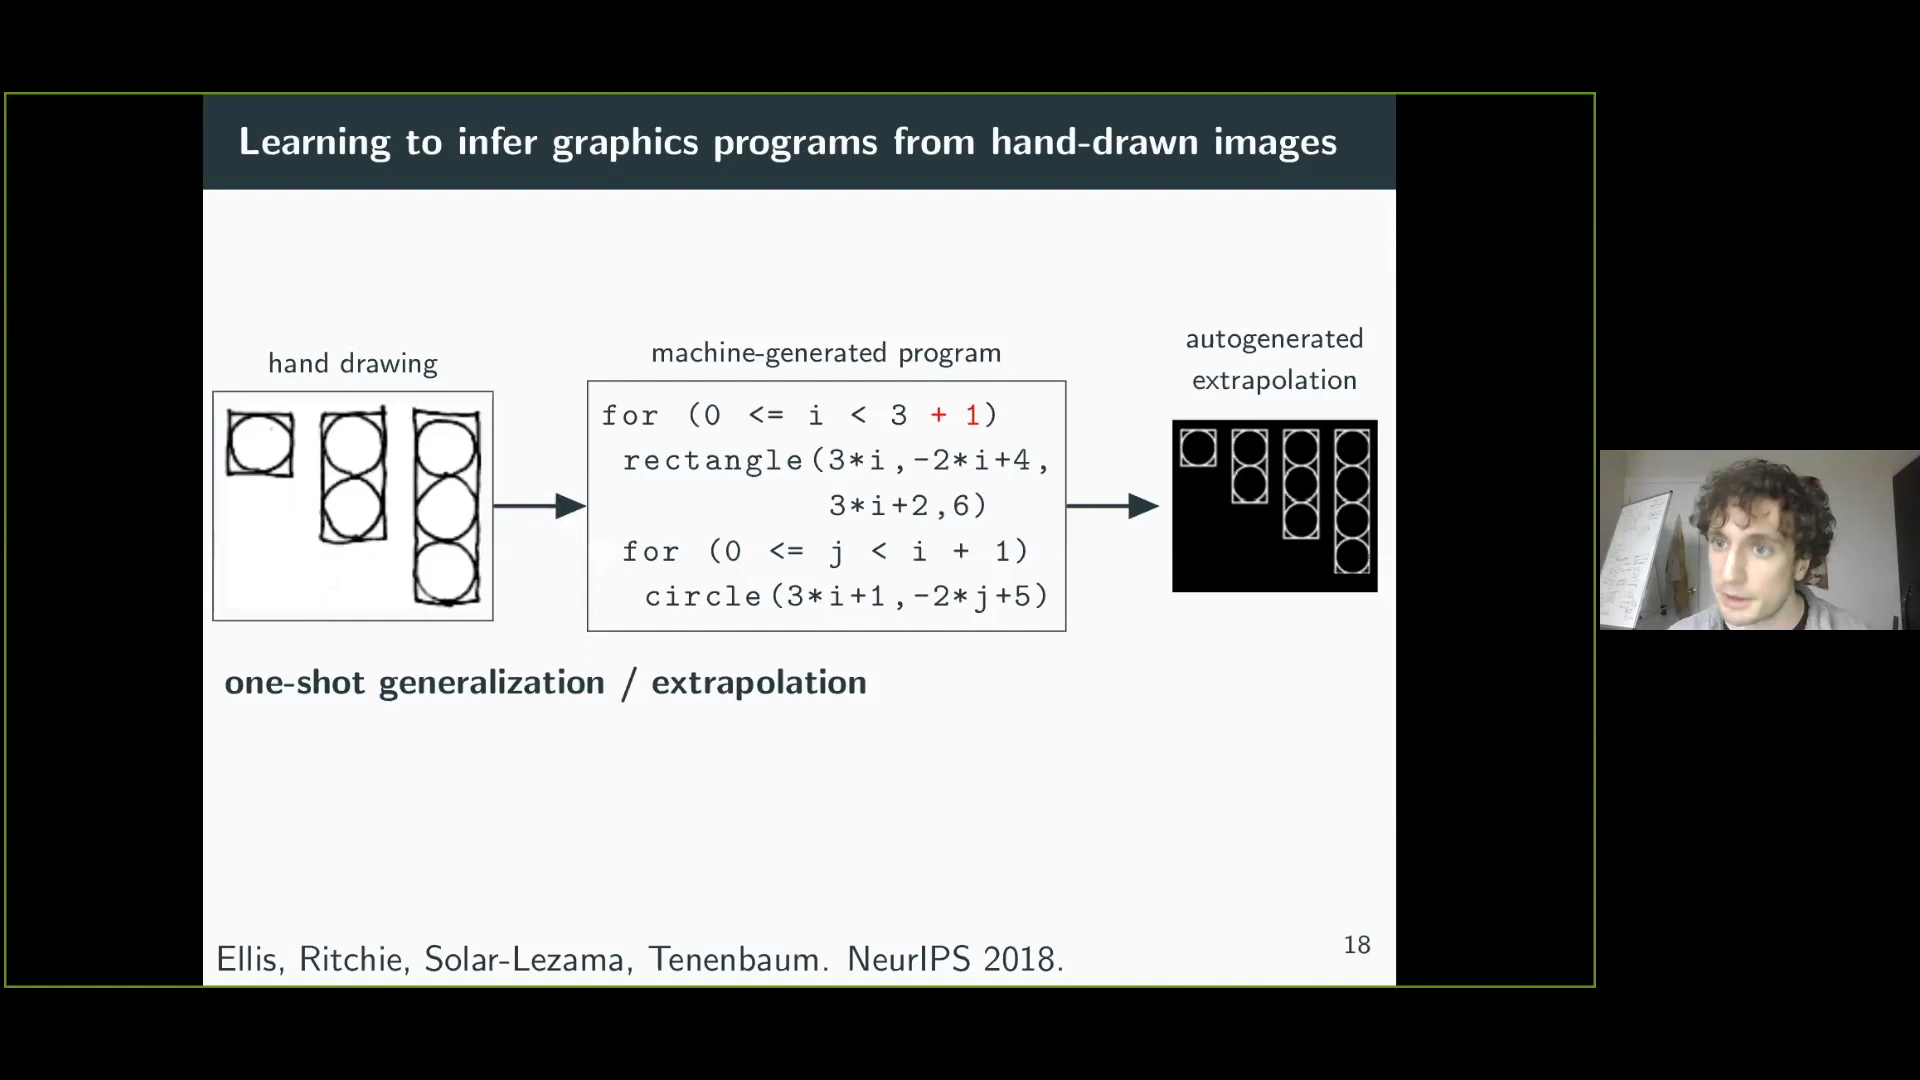 Learning to infer graphics programs from hand-drawn images
hand drawing
machine-generated program
autogenerated
extrapolation
for (0 <= i < 3 + 1)
rectangle(3*i,-2*i+4,
3*i+2,6)
for (0 <= j < i + 1)
circle(3*i+1,-2*j+5)
one-shot generalization / extrapolation
Ellis, Ritchie, Solar-Lezama, Tenenbaum. NeurIPS 2018.
18